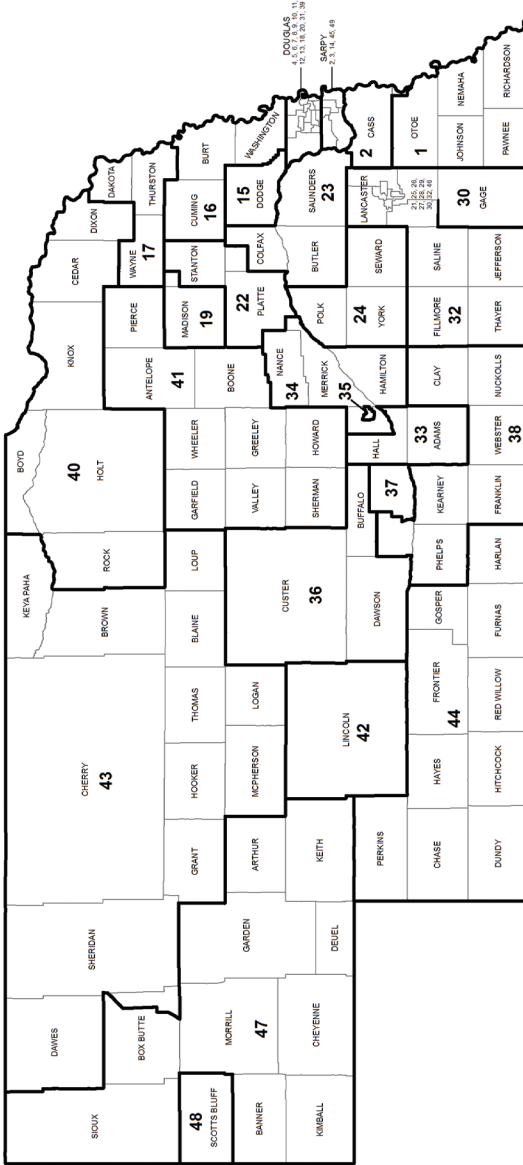 SIOUX
DAWES
SHERIDAN
CHERRY
43
KEYA PAHA
BOYD
BOX BUTTE
BROWN
ROCK
40
HOLT
KNOX
CEDAR
DIXON
DAKOTA
ANTELOPE
PIERCE
WAYNE
17
THURSTON
41
48
SCOTTS BLUFF
MORRILL
47
GARDEN
GRANT
HOOKER
THOMAS
BLAINE
LOUP
GARFIELD
WHEELER
BOONE
MADISON
19
STANTON
CUMING
16
BURT
BANNER
ARTHUR
MCPHERSON
LOGAN
CUSTER
36
VALLEY
GREELEY
NANCE
34
22
PLATTE
COLFAX
15
DODGE
WASHINGTON
KIMBALL
CHEYENNE
DEUEL
KEITH
LINCOLN
42
SHERMAN
HOWARD
MERRICK
POLK
BUTLER
SAUNDERS
23
DOUGLAS
4, 5, 6, 7, 8, 9, 10, 11,
12, 13, 18, 20, 31, 39
SARPY
2, 3, 14, 45, 49
PERKINS
DAWSON
BUFFALO
HALL
35
HAMILTON
24
YORK
SEWARD
LANCASTER
21, 25, 26,
27, 28, 29,
30, 32, 46
2
CASS
CHASE
HAYES
FRONTIER
44
GOSPER
PHELPS
37
KEARNEY
33
ADAMS
CLAY
FILLMORE
32
SALINE
30
GAGE
1
OTOE
JOHNSON
NEMAHA
DUNDY
HITCHCOCK
RED WILLOW
FURNAS
HARLAN
FRANKLIN
WEBSTER
38
NUCKOLLS
THAYER
JEFFERSON
PAWNEE
RICHARDSON